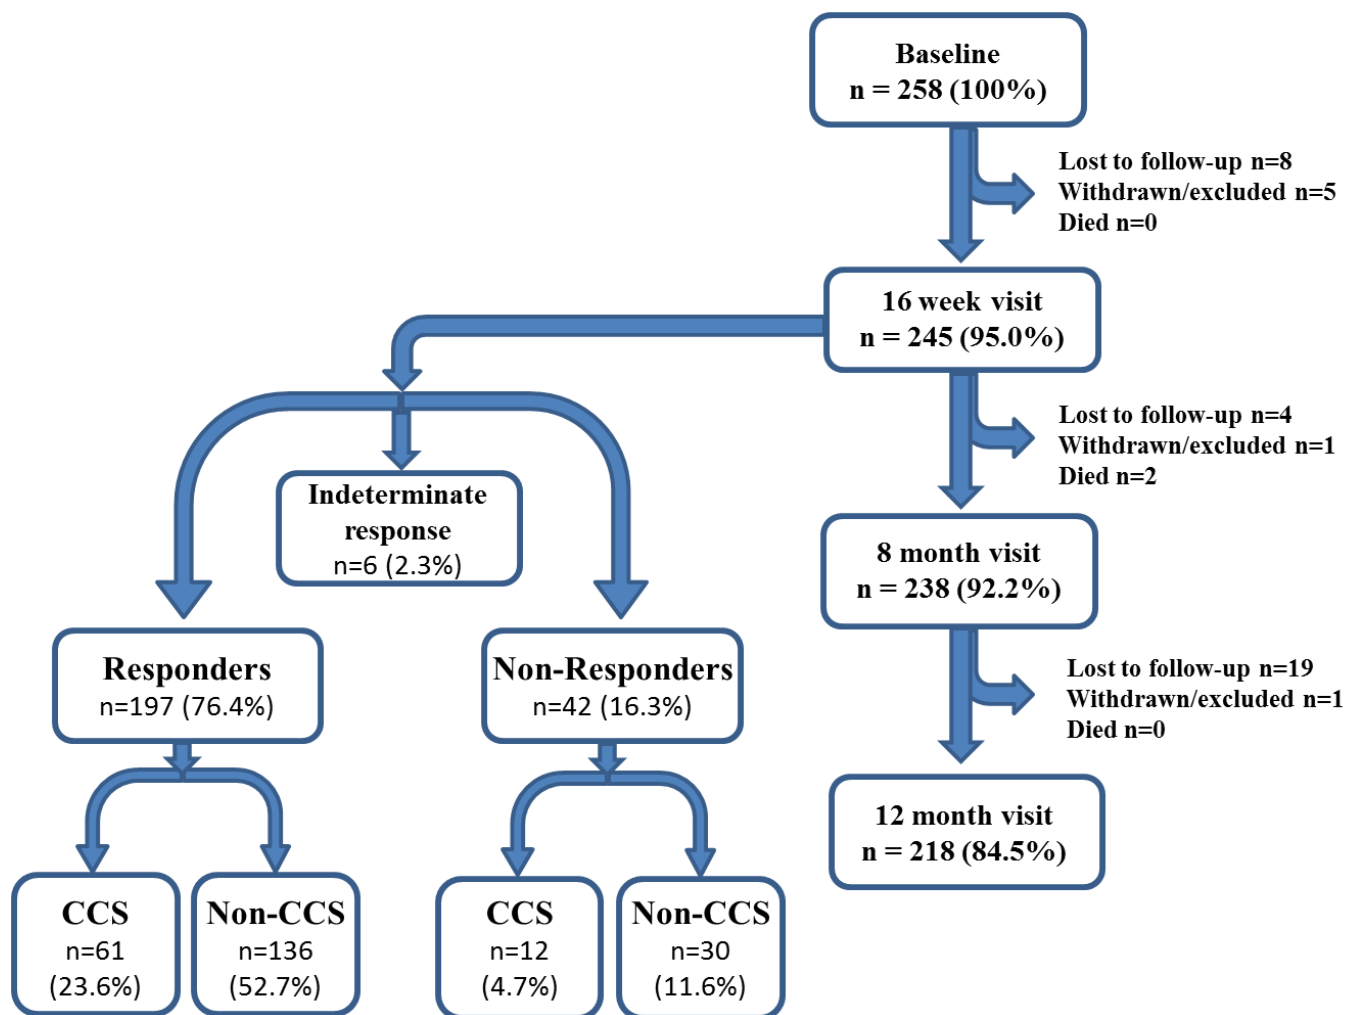 Baseline
n = 258 (100%)
Lost to follow-up n=8
Withdrawn/excluded n=5
Died n=0
16 week visit
n = 245 (95.0%)
Lost to follow-up n=4
Withdrawn/excluded n=1
Died n=2
Indeterminate
response
n=6 (2.3%)
8 month visit
n = 238 (92.2%)
Responders
n=197 (76.4%)
Non-Responders
n=42 (16.3%)
Lost to follow-up n=19
Withdrawn/excluded n=1
Died n=0
12 month visit
n = 218 (84.5%)
CCS
n=61
(23.6%)
Non-CCS
n=136
(52.7%)
CCS
n=12
(4.7%)
Non-CCS
n=30
(11.6%)